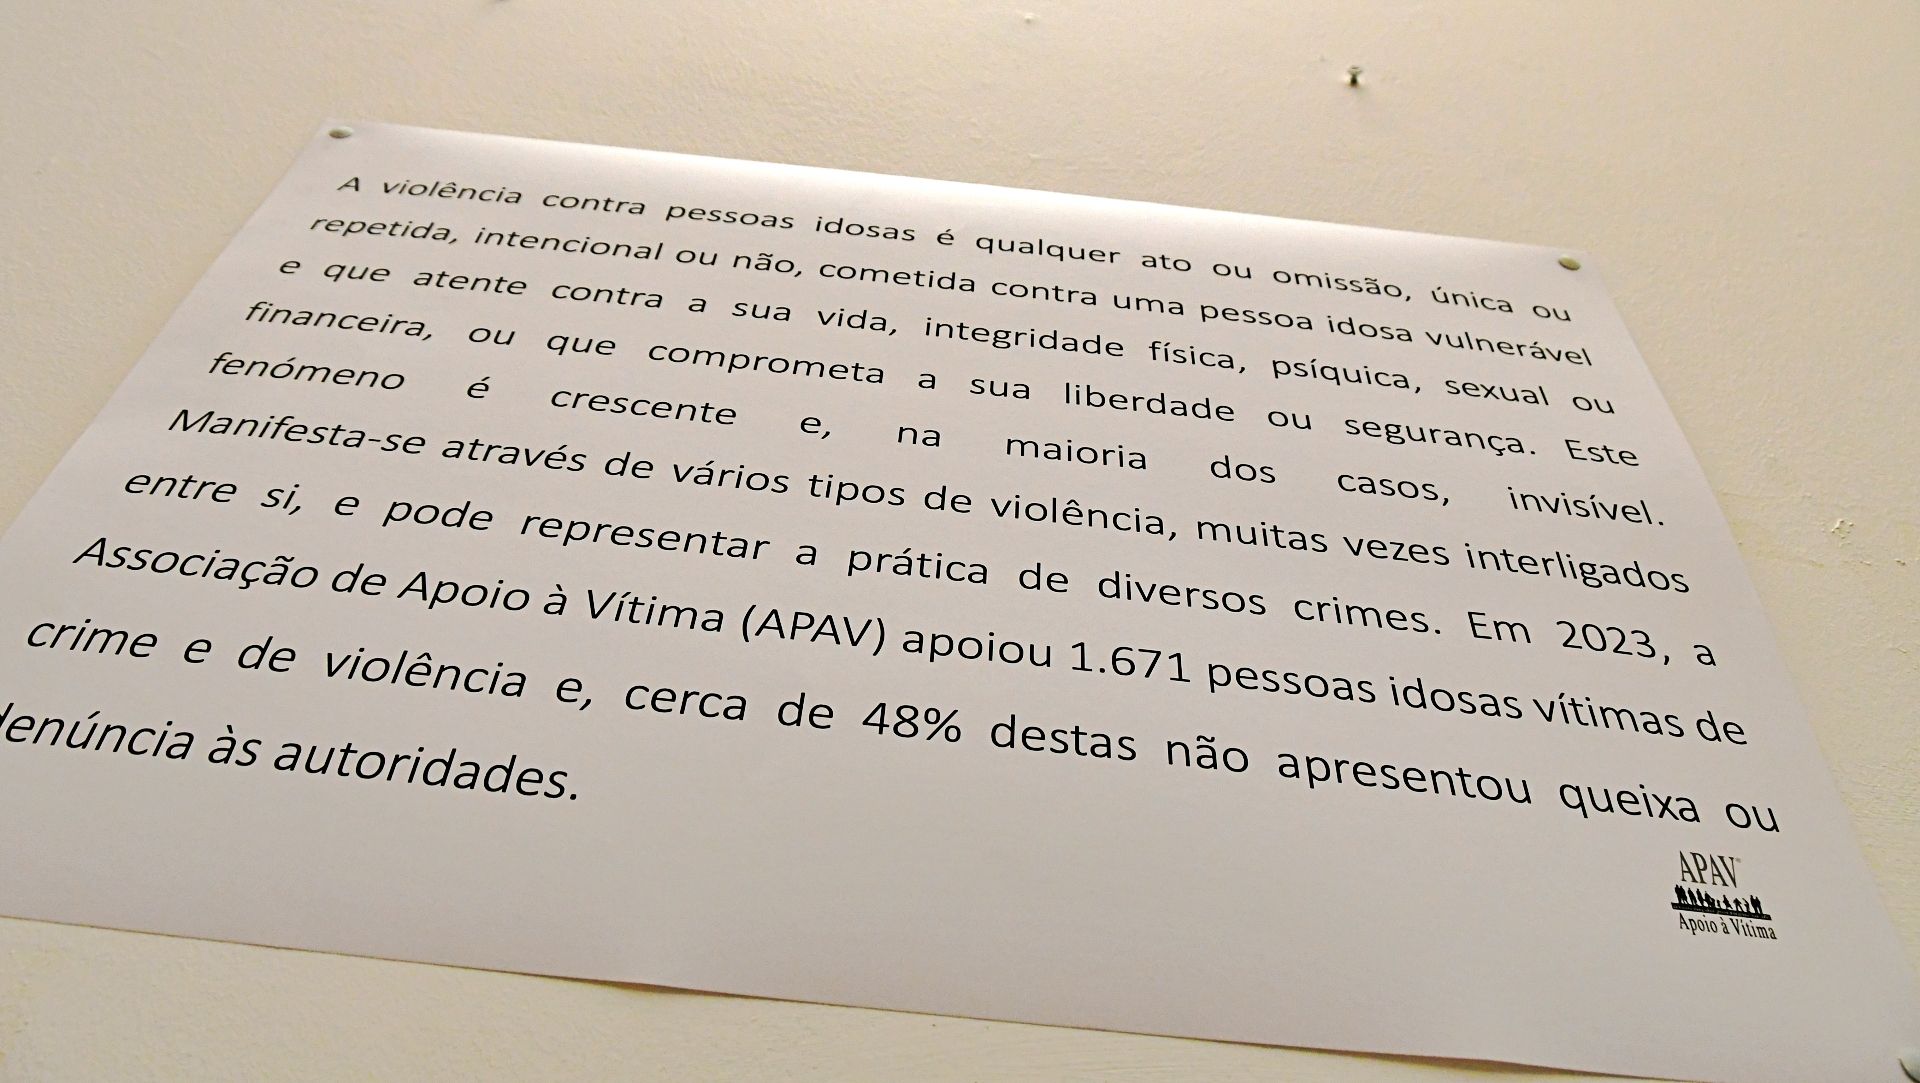 A violência contra pessoas idosas é qualquer ato ou omissão, única ou
repetida, intencional ou não, cometida contra uma pessoa idosa vulnerável
e que atente contra a sua vida, integridade física, psíquica, sexual ou
financeira, ou que comprometa a sua liberdade ou segurança. Este
fenómeno é crescente e, na maioria dos casos, invisível.
Manifesta-se através de vários tipos de violência, muitas vezes interligados
entre si, e pode representar a prática de diversos crimes. Em 2023, a
Associação de Apoio à Vítima (APAV) apoiou 1.671 pessoas idosas vítimas de
crime e de violência e, cerca de 48% destas não apresentou queixa ou
denúncia às autoridades.
APAV®
Apoio à Vítima